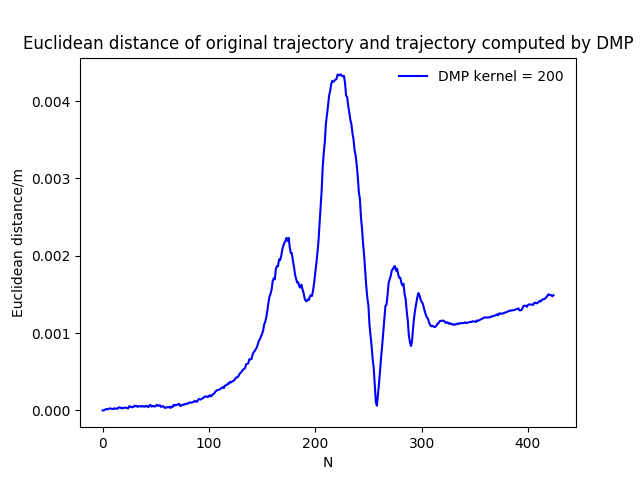 Euclidean distance of original trajectory and trajectory computed by DMP
DMP kernel = 200
0.004
0.003
0.002
0.001
0.000
Euclidean distance/m
0 100 200 300 400
N